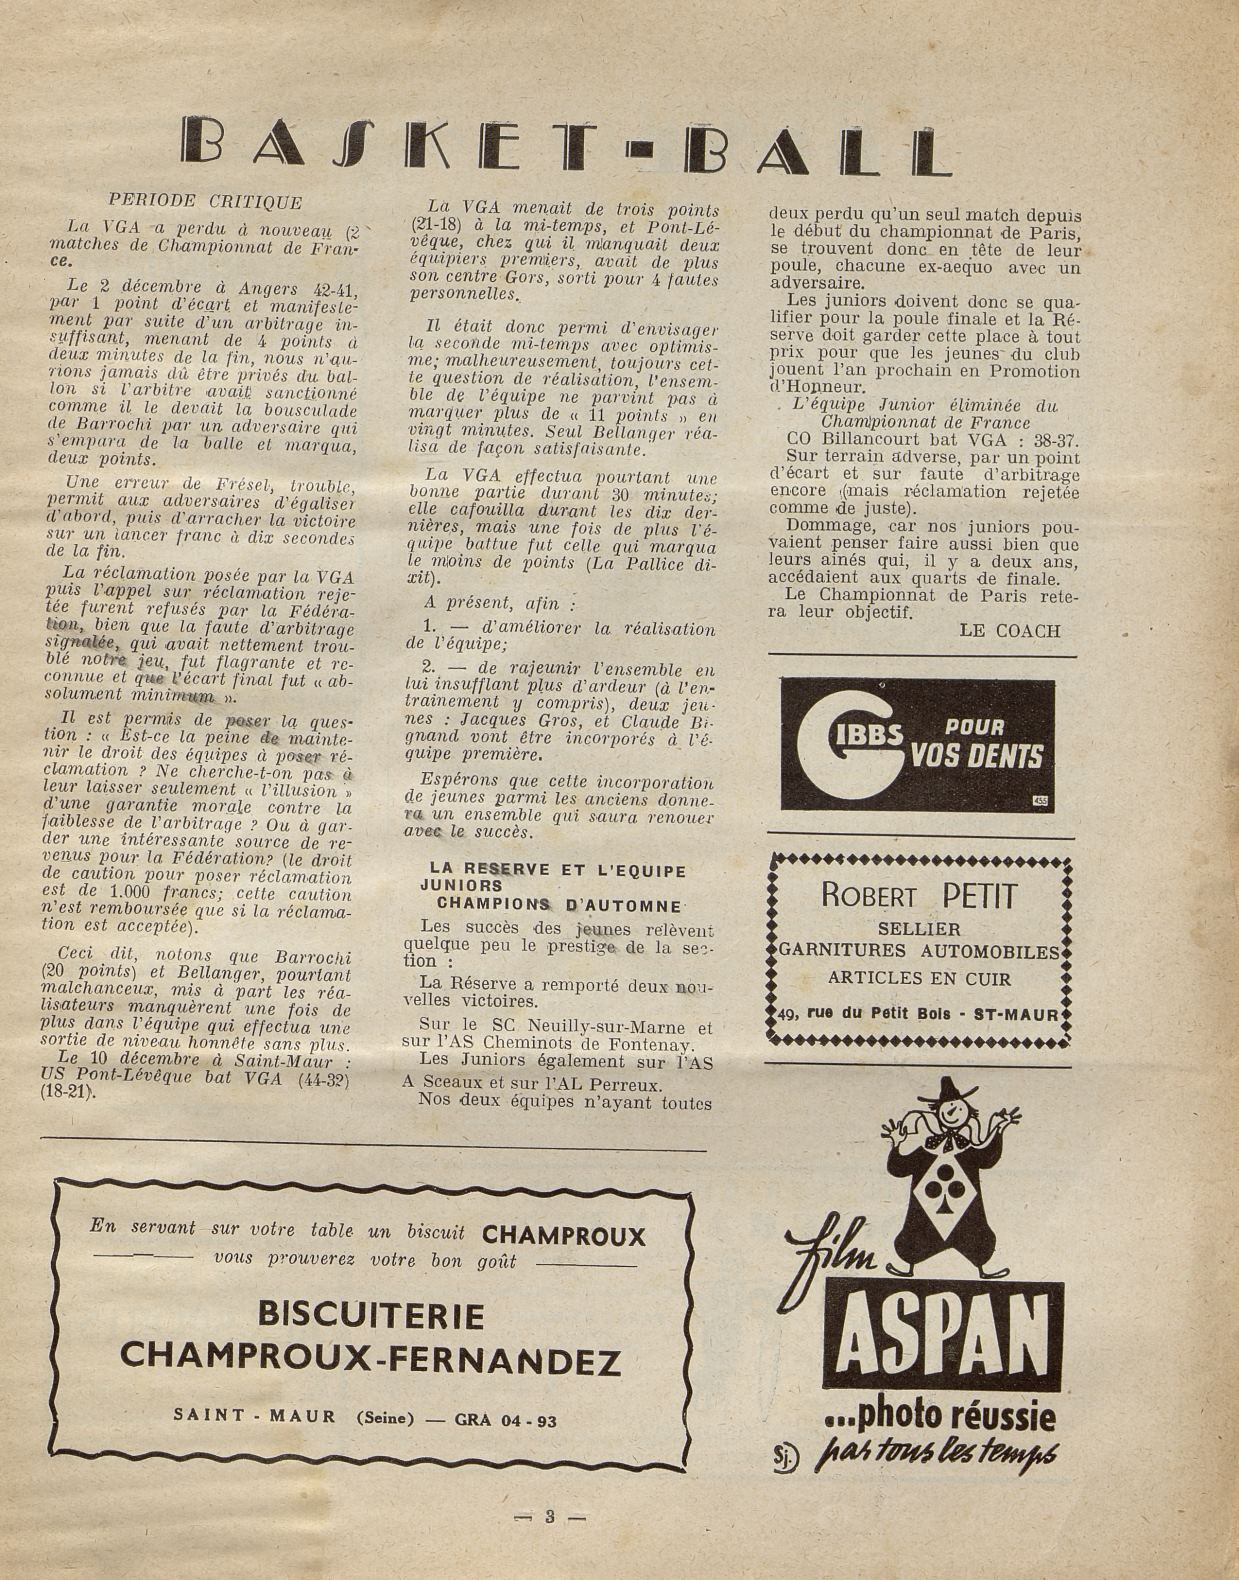 BASKET-BALL
PERIODE CRITIQUE
La VGA a perdu à nouveau (2
matches de Championnat de Fran-
ce.
Le 2 décembre à Angers 42-41,
par 1 point d'écart et manifeste-
ment par suite d'un arbitrage in-
suffisant, menant de 4 points à
deux minutes de la fin, nous n'au-
rions jamais dû être privés du bal-
lon si l'arbitre avait sanctionné
comme il le devait la bousculade
de Barrochi par un adversaire qui
s'empara de la balle et marqua,
deux points.
Une erreur de Frésel, trouble,
permit aux adversaires d'égaliser
d'abord, puis d'arracher la victoire
sur un lancer franc à dix secondes
de la fin.
La réclamation posée par la VGA
puis l'appel sur réclamation reje-
tée furent refusés par la Fédéra-
tion, bien que la faute d'arbitrage
signalée, qui avait nettement trou-
blé notre jeu, fut flagrante et re-
connue et que l'écart final fut « ab-
solument minimum ».
Il est permis de poser la ques-
tion : « Est-ce la peine de mainte-
nir le droit des équipes à poser ré-
clamation ? Ne cherche-t-on pas à
leur laisser seulement « l'illusion »
d'une garantie morale contre la
faiblesse de l'arbitrage ? Ou à gar-
der une intéressante source de re-
venus pour la Fédération? (le droit
de caution pour poser réclamation
est de 1.000 francs; cette caution
n'est remboursée que si la réclama-
tion est acceptée).
Ceci dit, notons que Barrochi
(20 points) et Bellanger, pourtant
malchanceux, mis à part les réa-
lisateurs manquèrent une fois de
plus dans l'équipe qui effectua une
sortie de niveau honnête sans plus.
Le 10 décembre à Saint-Maur :
US Pont-Lévêque bat VGA (44-32)
(18-21).
La VGA menait de trois points
(21-18) à la mi-temps, et Pont-Lé-
vêque, chez qui il manquait deux
équipiers premiers, avait de plus
son centre Gors, sorti pour 4 fautes
personnelles.
Il était donc permi d'envisager
la seconde mi-temps avec optimis-
me; malheureusement, toujours cet-
te question de réalisation, l'ensem-
ble de l'équipe ne parvint pas à
marquer plus de « 11 points » en
vingt minutes. Seul Bellanger réa-
lisa de façon satisfaisante.
La VGA effectua pourtant une
bonne partie durant 30 minutes;
elle cafouilla durant les dix der-
nières, mais une fois de plus l'é-
quipe battue fut celle qui marqua
le moins de points (La Pallice di-
xit).
A présent, afin :
1. — d'améliorer la réalisation
de l'équipe;
2. — de rajeunir l'ensemble en
lui insufflant plus d'ardeur (à l'en-
trainement y compris), deux jeu-
nes : Jacques Gros, et Claude Bi-
gnand vont être incorporés à l'é-
quipe première.
Espérons que cette incorporation
de jeunes parmi les anciens donne-
ra un ensemble qui saura renouer
avec le succès.
LA RESERVE ET L'EQUIPE
JUNIORS
CHAMPIONS D'AUTOMNE
Les succès des jeunes relèvent
quelque peu le prestige de la sec-
tion :
La Réserve a remporté deux nou-
velles victoires.
Sur le SC Neuilly-sur-Marne et
sur l'AS Cheminots de Fontenay.
Les Juniors également sur l'AS
A Sceaux et sur l'AL Perreux.
Nos deux équipes n'ayant toutes
deux perdu qu'un seul match depuis
le début du championnat de Paris,
se trouvent donc en tête de leur
poule, chacune ex-aequo avec un
adversaire.
Les juniors doivent donc se qua-
lifier pour la poule finale et la Ré-
serve doit garder cette place à tout
prix pour que les jeunes du club
jouent l'an prochain en Promotion
d'Honneur.
L'équipe Junior éliminée du
Championnat de France
CO Billancourt bat VGA : 38-37.
Sur terrain adverse, par un point
d'écart et sur faute d'arbitrage
encore (mais réclamation rejetée
comme de juste).
Dommage, car nos juniors pou-
vaient penser faire aussi bien que
leurs ainés qui, il y a deux ans,
accédaient aux quarts de finale.
Le Championnat de Paris rete-
ra leur objectif.
LE COACH
GIBBS POUR
VOS DENTS
455
ROBERT PETIT
SELLIER
GARNITURES AUTOMOBILES
ARTICLES EN CUIR
49, rue du Petit Bois - ST-MAUR
film
ASPAN
...photo réussie
par tous les temps
Sj.
En servant sur votre table un biscuit CHAMPROUX
vous prouverez votre bon goût
BISCUITERIE
CHAMPROUX-FERNANDEZ
SAINT - MAUR (Seine) — GRA 04 - 93
— 3 —